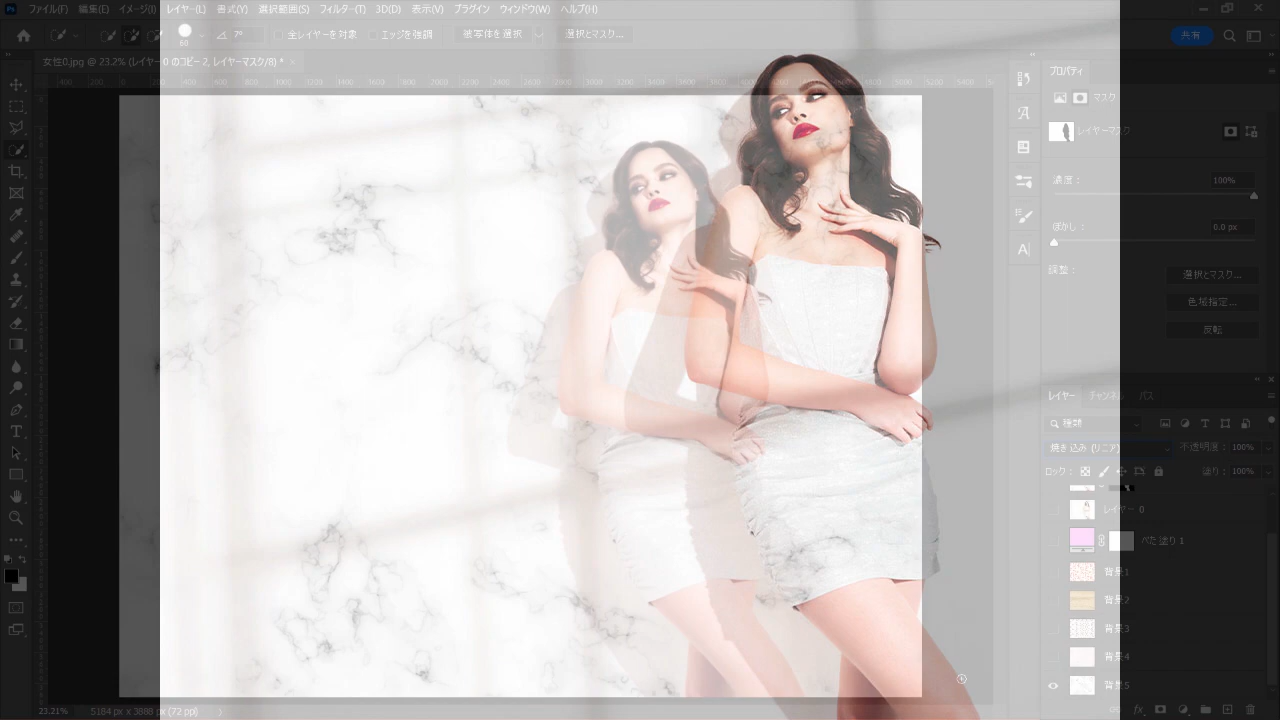 ファイル(F) 編集(E) イメージ(I) レイヤー(L) 書式(Y) 選択範囲(S) フィルター(T) 3D(D) 表示(V) プラグイン ウィンドウ(W) ヘルプ(H)
60 7° 全レイヤーを対象 エッジを強調 被写体を選択 選択とマスク... 共有
女性0.jpg @ 23.2% (レイヤー 0 のコピー 2, レイヤーマスク/8) *
プロパティ
マスク
レイヤーマスク
濃度: 100%
ぼかし: 0.0 px
調整:
選択とマスク...
色域指定...
反転
レイヤー チャンネル パス
種類
焼き込み (リニア) 不透明度: 100%
ロック: 塗り: 100%
レイヤー 0
べた塗り 1
背景1
背景2
背景3
背景4
背景5
23.21% 5184 px x 3888 px (72 ppi)